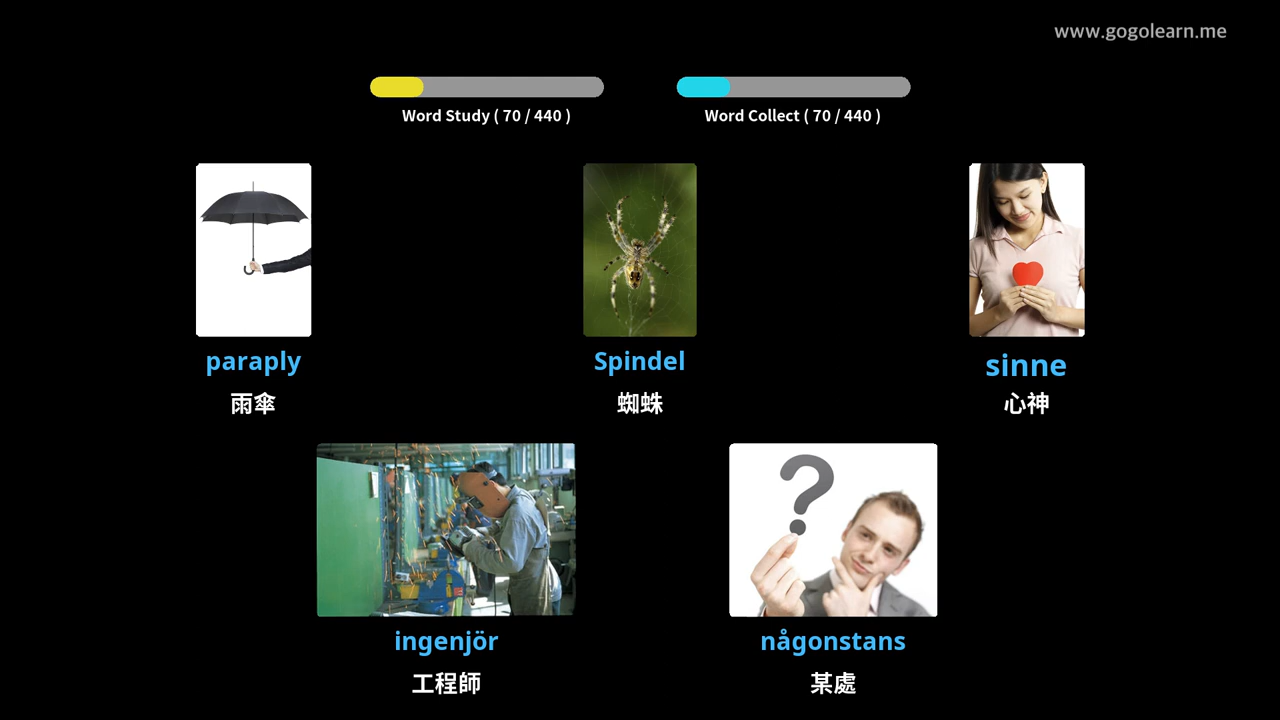 www.gogolearn.me
Word Study ( 70 / 440 )
Word Collect ( 70 / 440 )
paraply
雨傘
Spindel
蜘蛛
sinne
心神
ingenjör
工程師
någonstans
某處